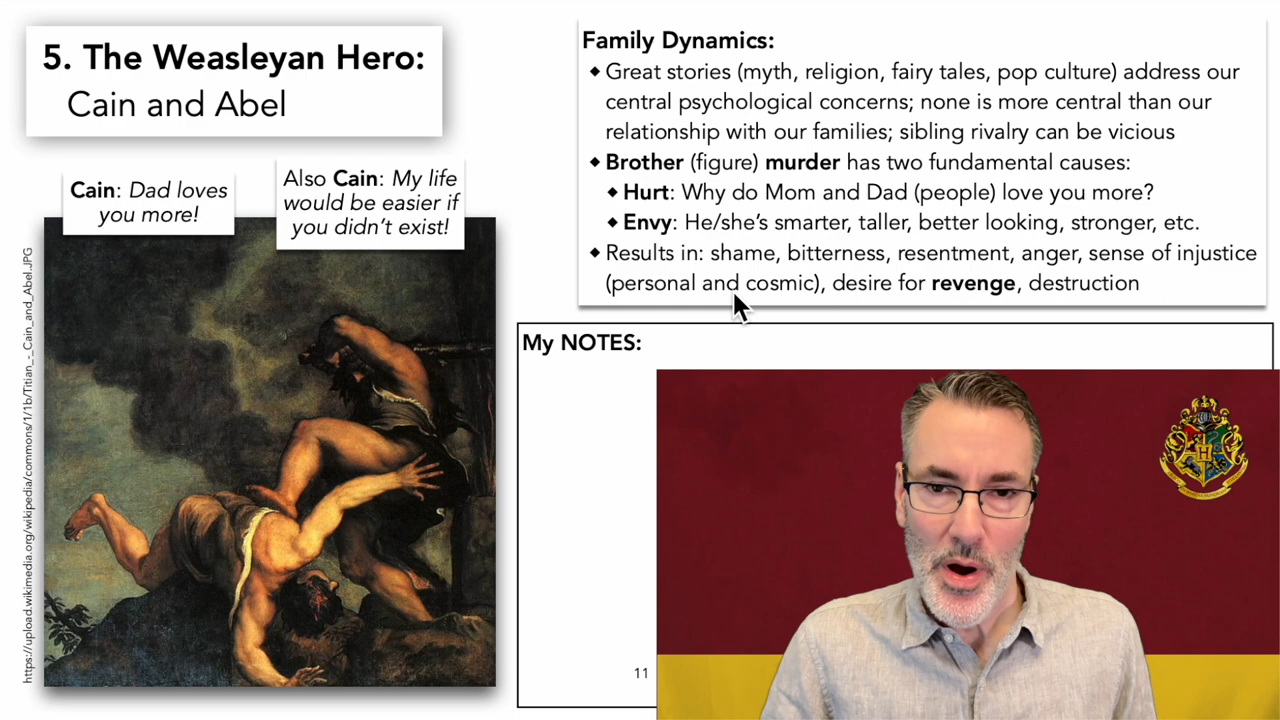 5. The Weasleyan Hero:
Cain and Abel
Cain: Dad loves
you more!
Also Cain: My life
would be easier if
you didn't exist!
https://upload.wikimedia.org/wikipedia/commons/1/1b/Titian_-_Cain_and_Abel.JPG
Family Dynamics:
◆ Great stories (myth, religion, fairy tales, pop culture) address our
central psychological concerns; none is more central than our
relationship with our families; sibling rivalry can be vicious
◆ Brother (figure) murder has two fundamental causes:
◆ Hurt: Why do Mom and Dad (people) love you more?
◆ Envy: He/she's smarter, taller, better looking, stronger, etc.
◆ Results in: shame, bitterness, resentment, anger, sense of injustice
(personal and cosmic), desire for revenge, destruction
My NOTES:
11
H